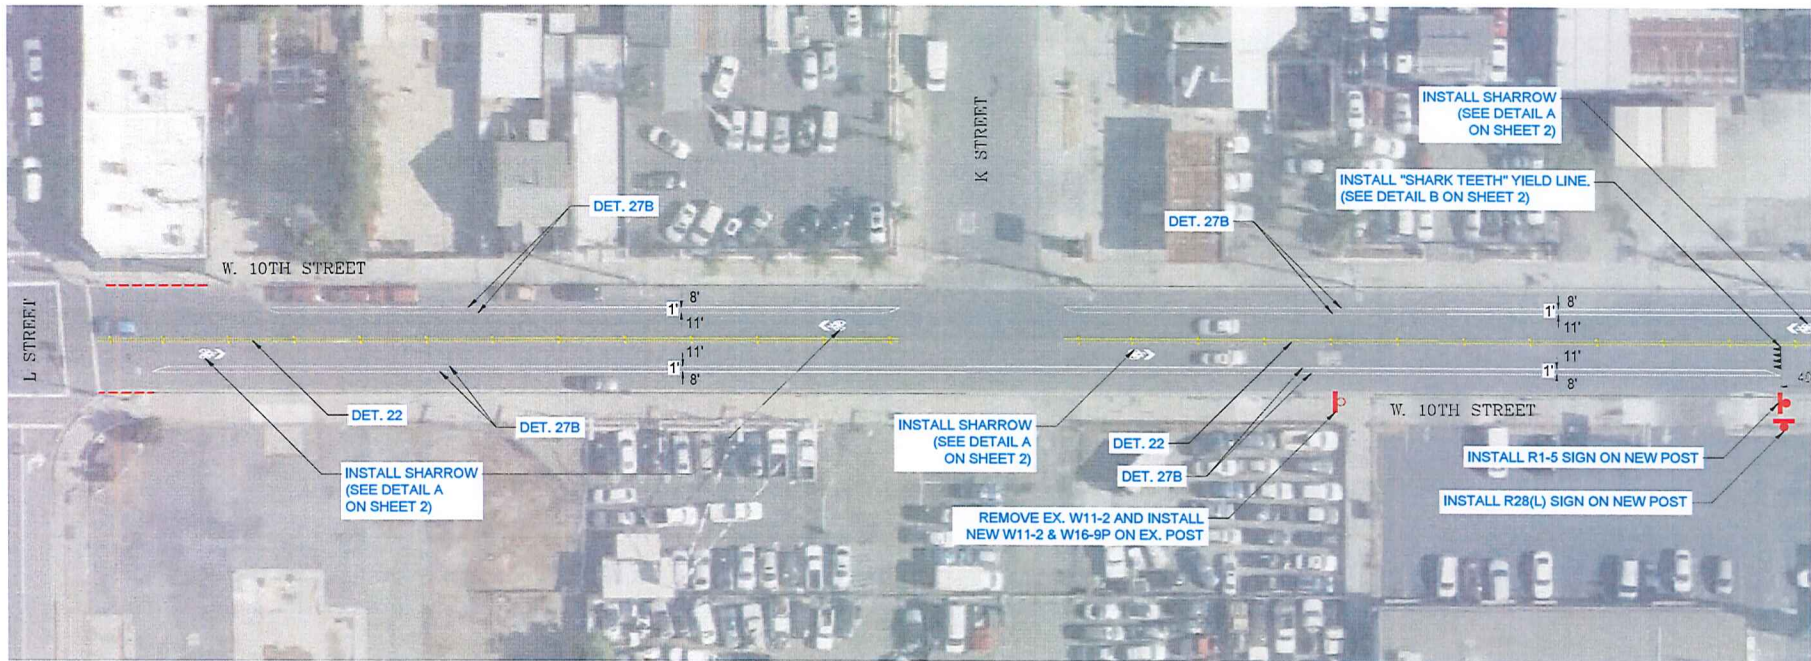 INSTALL SHARROW
(SEE DETAIL A
ON SHEET 2)
K STREET
INSTALL "SHARK TEETH" YIELD LINE.
(SEE DETAIL B ON SHEET 2)
DET. 27B
DET. 27B
W. 10TH STREET
L STREET
8'
1'
11'
11'
1'
8'
8'
1'
11'
11'
1'
8'
DET. 22
DET. 27B
INSTALL SHARROW
(SEE DETAIL A
ON SHEET 2)
INSTALL SHARROW
(SEE DETAIL A
ON SHEET 2)
DET. 22
DET. 27B
W. 10TH STREET
REMOVE EX. W11-2 AND INSTALL
NEW W11-2 & W16-9P ON EX. POST
INSTALL R1-5 SIGN ON NEW POST
INSTALL R28(L) SIGN ON NEW POST